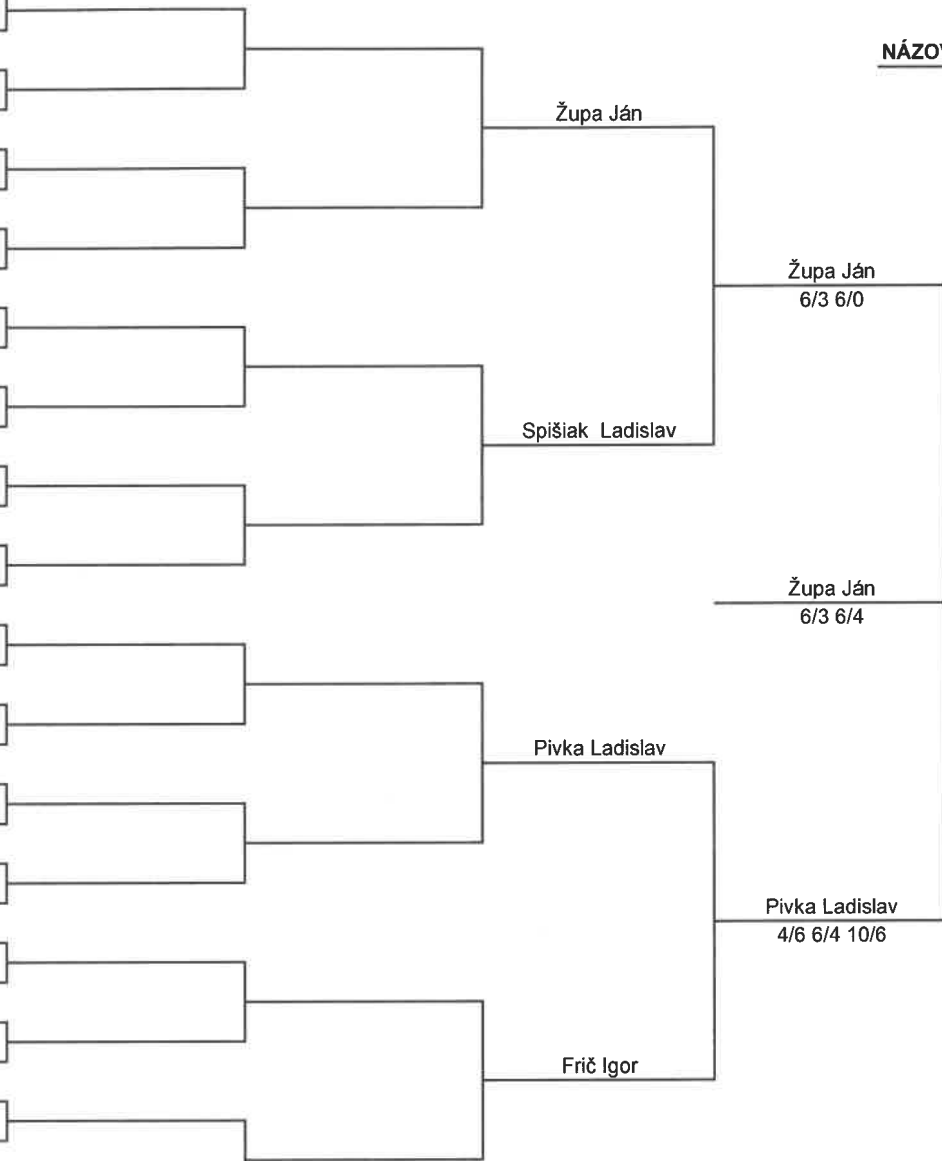 NÁZOV
Župa Ján
Župa Ján
6/3 6/0
Spišiak Ladislav
Župa Ján
6/3 6/4
Pivka Ladislav
Pivka Ladislav
4/6 6/4 10/6
Frič Igor